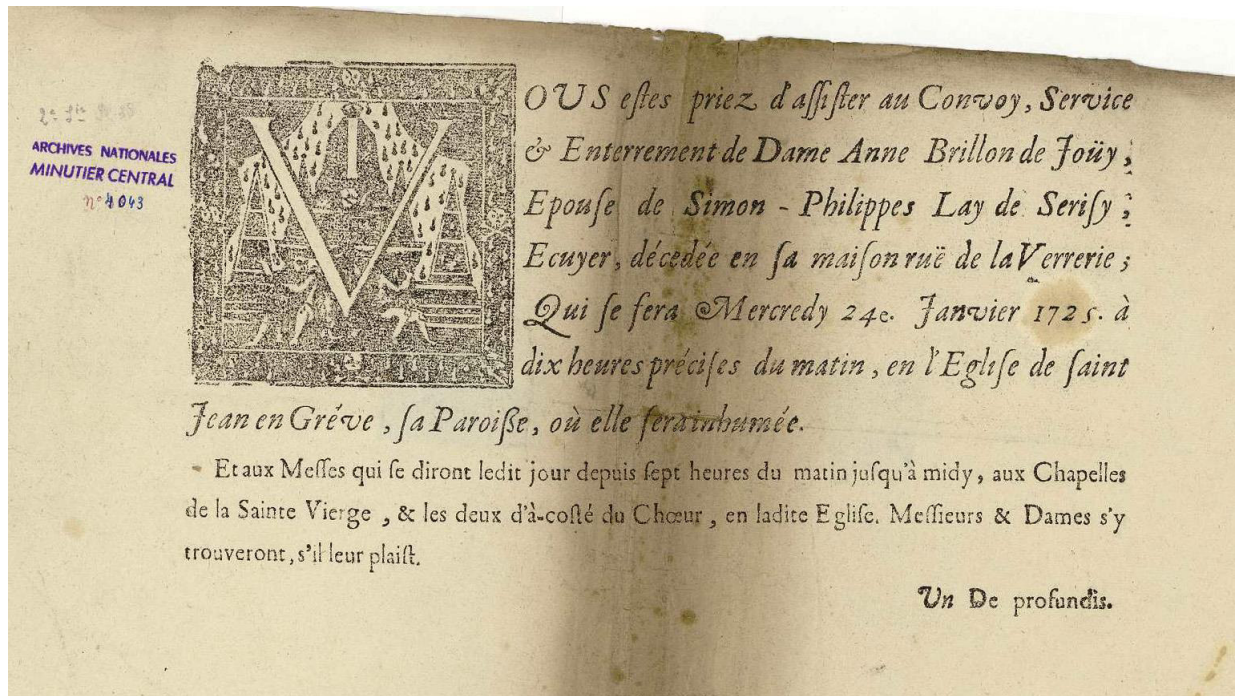 ARCHIVES NATIONALES
MINUTIER CENTRAL
n° 4043
VOUS eſtes priez d'aſſiſter au Convoy, Service
& Enterrement de Dame Anne Brillon de Joüy,
Epouſe de Simon - Philippes Lay de Seriſy,
Ecuyer, décedée en ſa maiſon ruë de la Verrerie;
Qui ſe fera Mercredy 24e. Janvier 1725. à
dix heures préciſes du matin, en l'Egliſe de ſaint
Jean en Gréve, ſa Paroiße, où elle ſera inhumée.
Et aux Meſſes qui ſe diront ledit jour depuis ſept heures du matin juſqu'à midy, aux Chapelles
de la Sainte Vierge, & les deux d'à-coſté du Chœur, en ladite Egliſe. Meſſieurs & Dames s'y
trouveront, s'il leur plaiſt.
Un De profundis.